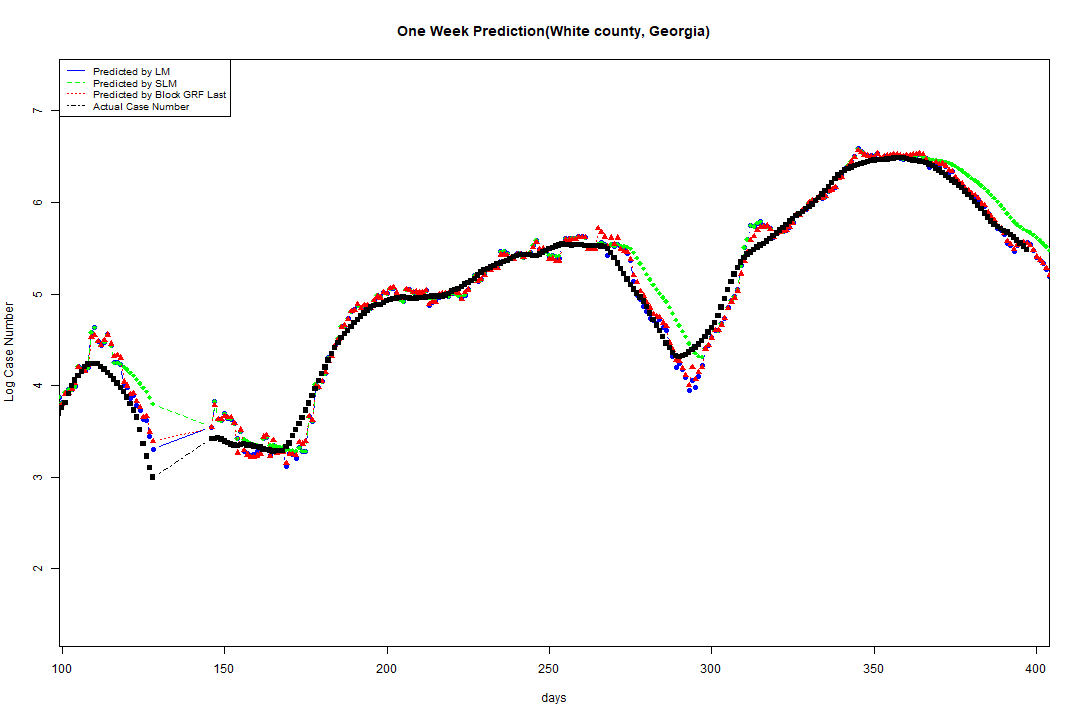 One Week Prediction(White county, Georgia)
Predicted by LM
Predicted by SLM
Predicted by Block GRF Last
Actual Case Number
7
6
5
4
3
2
Log Case Number
100 150 200 250 300 350 400
days